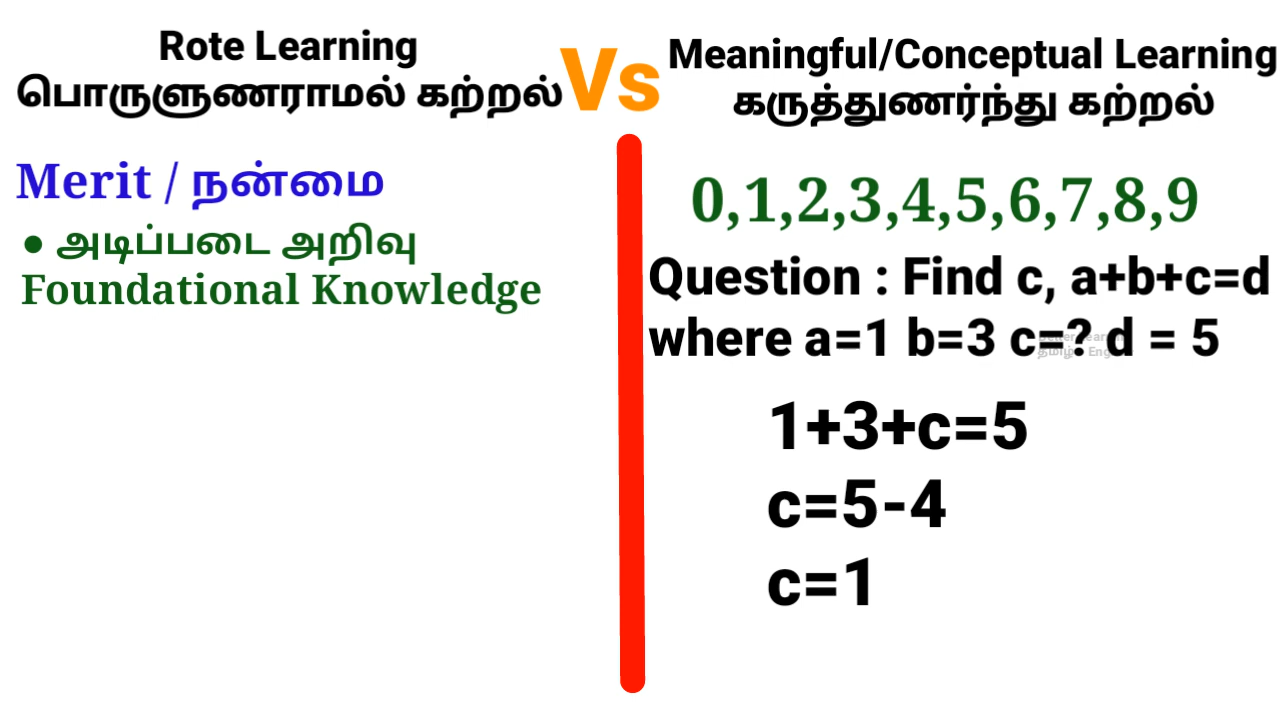 Rote Learning
பொருளுணராமல் கற்றல்
Vs
Meaningful/Conceptual Learning
கருத்துணர்ந்து கற்றல்
Merit / நன்மை
● அடிப்படை அறிவு
Foundational Knowledge
0,1,2,3,4,5,6,7,8,9
Question : Find c, a+b+c=d
where a=1 b=3 c=? d = 5
1+3+c=5
c=5-4
c=1